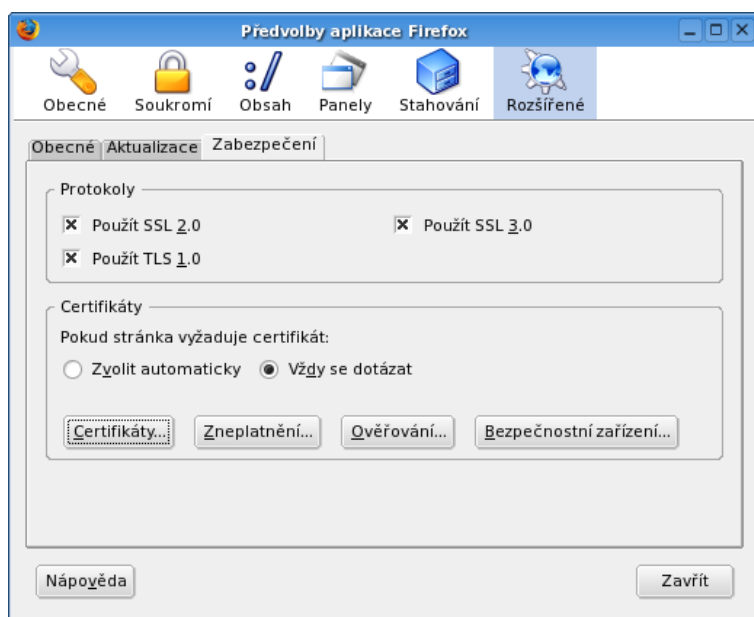 Předvolby aplikace Firefox
Obecné Soukromí Obsah Panely Stahování Rozšířené
Obecné Aktualizace Zabezpečení
Protokoly
Použít SSL 2.0 Použít SSL 3.0
Použít TLS 1.0
Certifikáty
Pokud stránka vyžaduje certifikát:
Zvolit automaticky Vždy se dotázat
Certifikáty... Zneplatnění... Ověřování... Bezpečnostní zařízení...
Nápověda Zavřít